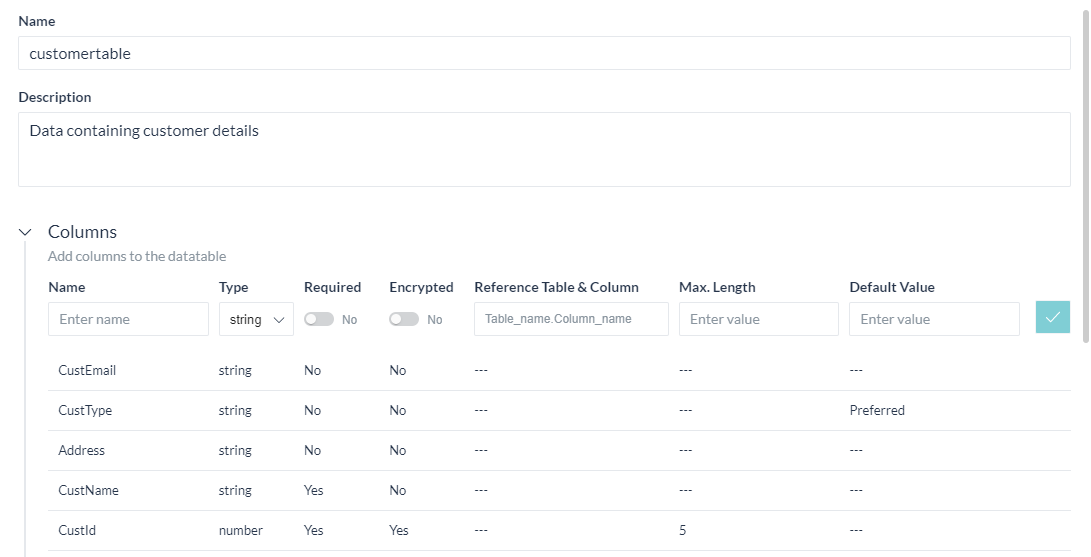 Name
customertable
Description
Data containing customer details
Columns
Add columns to the datatable
Name Type Required Encrypted Reference Table & Column Max. Length Default Value
Enter name string No No Table_name.Column_name Enter value Enter value
CustEmail string No No --- --- ---
CustType string No No --- --- Preferred
Address string No No --- --- ---
CustName string Yes No --- --- ---
CustId number Yes Yes --- 5 ---